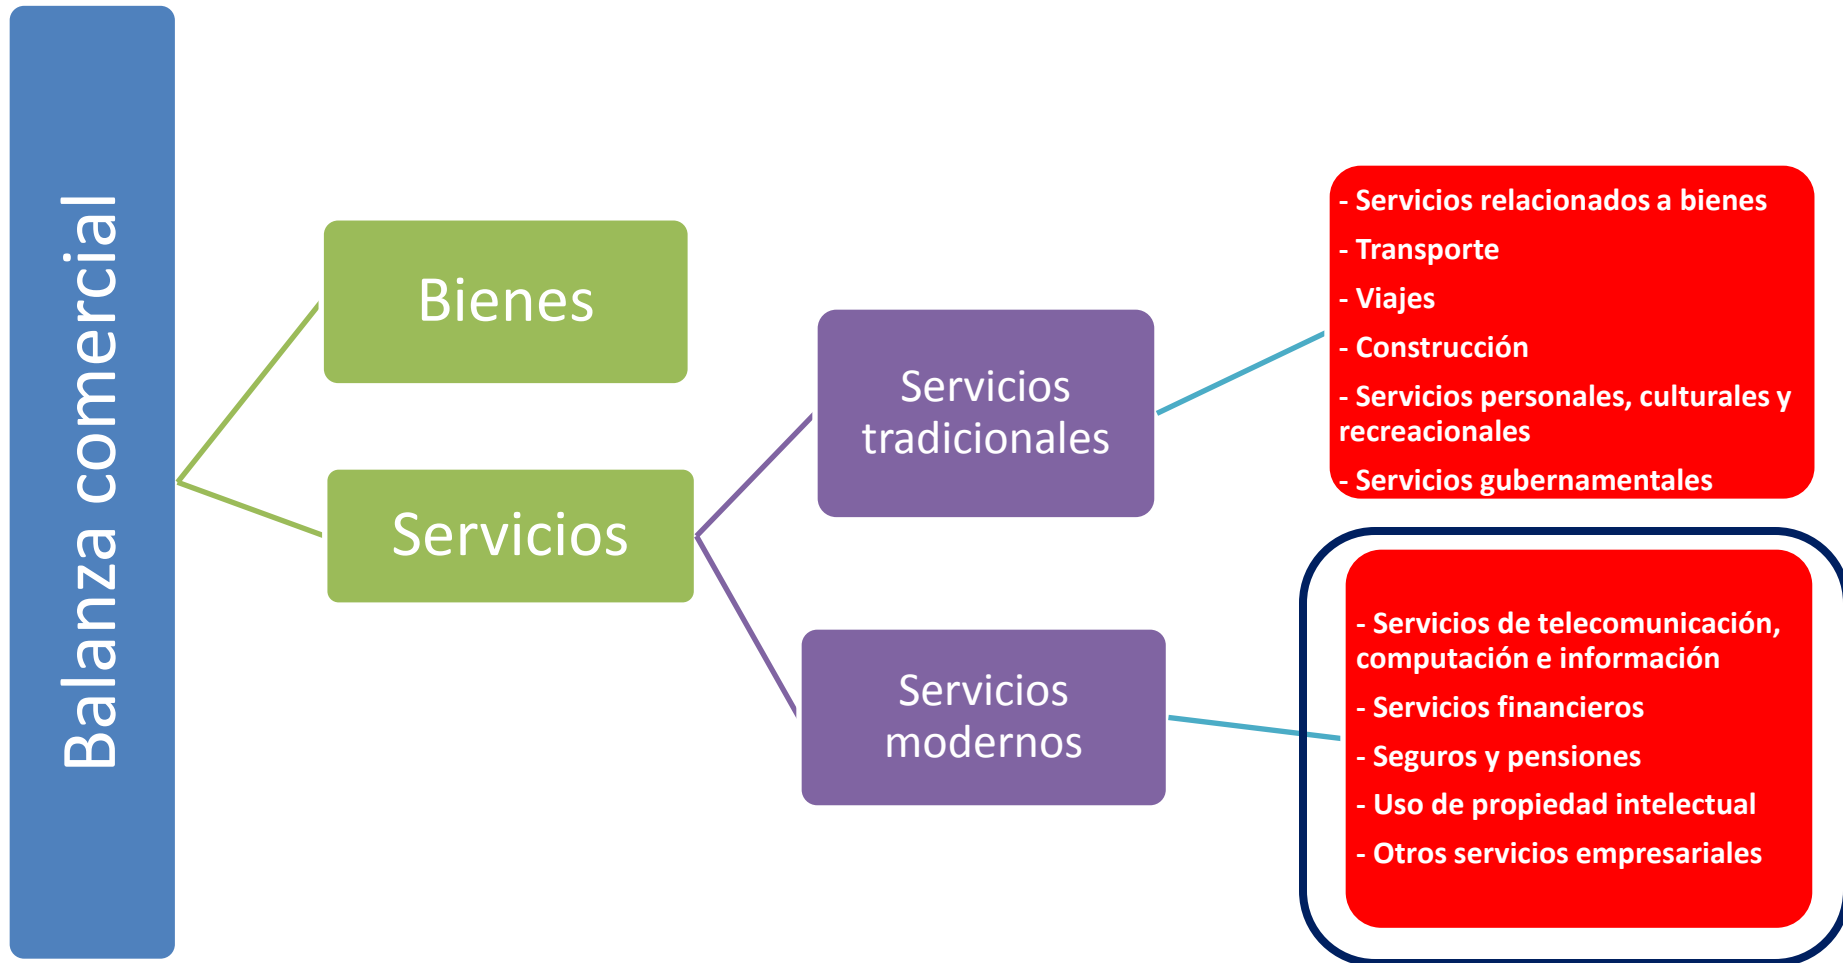 Balanza comercial
Bienes
Servicios
Servicios
tradicionales
Servicios
modernos
- Servicios relacionados a bienes
- Transporte
- Viajes
- Construcción
- Servicios personales, culturales y
recreacionales
- Servicios gubernamentales
- Servicios de telecomunicación,
computación e información
- Servicios financieros
- Seguros y pensiones
- Uso de propiedad intelectual
- Otros servicios empresariales